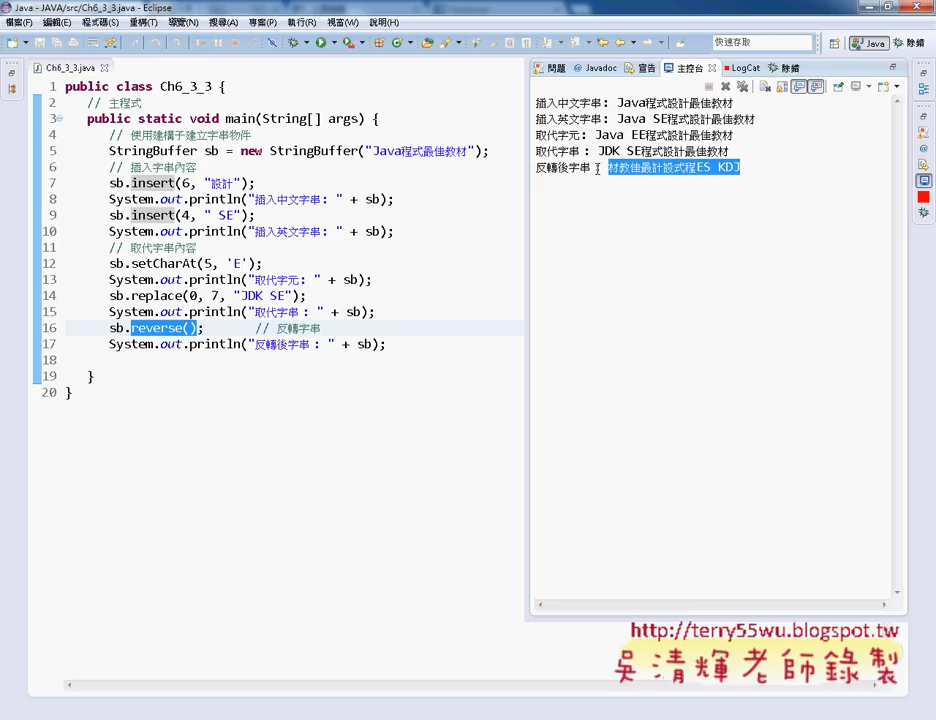 Java - JAVA/src/Ch6_3_3.java - Eclipse
檔案(F) 編輯(E) 程式碼(S) 重構(T) 導覽(N) 搜尋(A) 專案(P) 執行(R) 視窗(W) 說明(H)
快速存取 Java 除錯
Ch6_3_3.java
1 public class Ch6_3_3 {
2 // 主程式
3 public static void main(String[] args) {
4 // 使用建構子建立字串物件
5 StringBuffer sb = new StringBuffer("Java程式最佳教材");
6 // 插入字串內容
7 sb.insert(6, "設計");
8 System.out.println("插入中文字串: " + sb);
9 sb.insert(4, " SE");
10 System.out.println("插入英文字串: " + sb);
11 // 取代字串內容
12 sb.setCharAt(5, 'E');
13 System.out.println("取代字元: " + sb);
14 sb.replace(0, 7, "JDK SE");
15 System.out.println("取代字串 : " + sb);
16 sb.reverse(); // 反轉字串
17 System.out.println("反轉後字串 : " + sb);
18
19 }
20 }
問題 Javadoc 宣告 主控台 LogCat 除錯
插入中文字串: Java程式設計最佳教材
插入英文字串: Java SE程式設計最佳教材
取代字元: Java EE程式設計最佳教材
取代字串 : JDK SE程式設計最佳教材
反轉後字串 : 材教佳最計設式程ES KDJ
http://terry55wu.blogspot.tw
吳清輝老師錄製